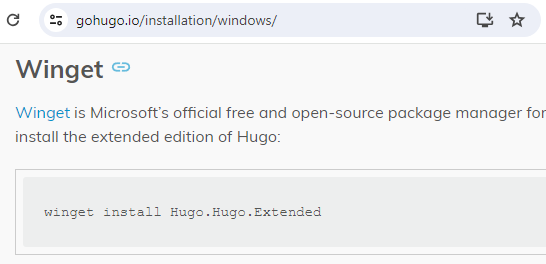 gohugo.io/installation/windows/
Winget
Winget is Microsoft's official free and open-source package manager for
install the extended edition of Hugo:
winget install Hugo.Hugo.Extended